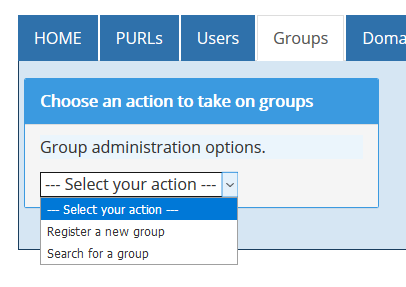 HOME PURLs Users Groups Doma
Choose an action to take on groups
Group administration options.
--- Select your action ---
--- Select your action ---
Register a new group
Search for a group